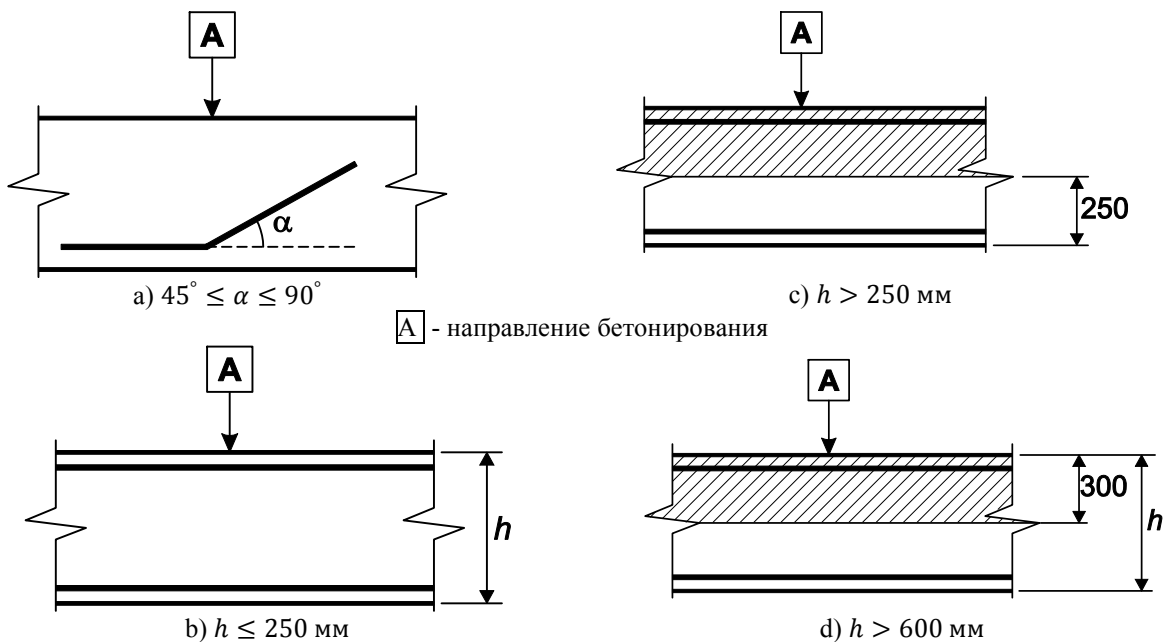 A
α
a) 45° ≤ α ≤ 90°
A
250
c) h > 250 мм
A - направление бетонирования
A
h
b) h ≤ 250 мм
A
300
h
d) h > 600 мм